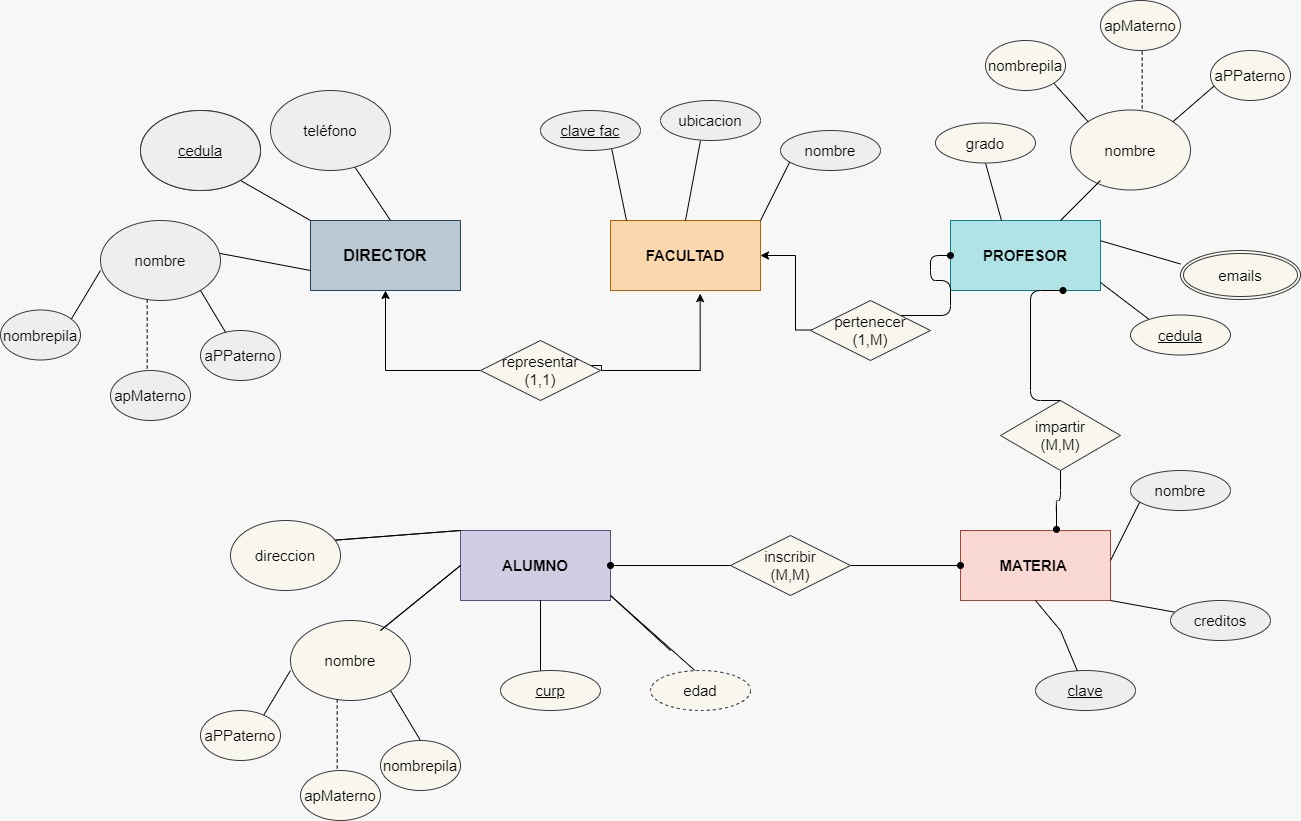 apMaterno
nombrepila
aPPaterno
cedula
teléfono
clave fac
ubicacion
nombre
grado
nombre
nombre
DIRECTOR
FACULTAD
PROFESOR
emails
cedula
nombrepila
aPPaterno
apMaterno
representar
(1,1)
pertenecer
(1,M)
impartir
(M,M)
nombre
direccion
ALUMNO
inscribir
(M,M)
MATERIA
creditos
nombre
curp
edad
clave
aPPaterno
apMaterno
nombrepila